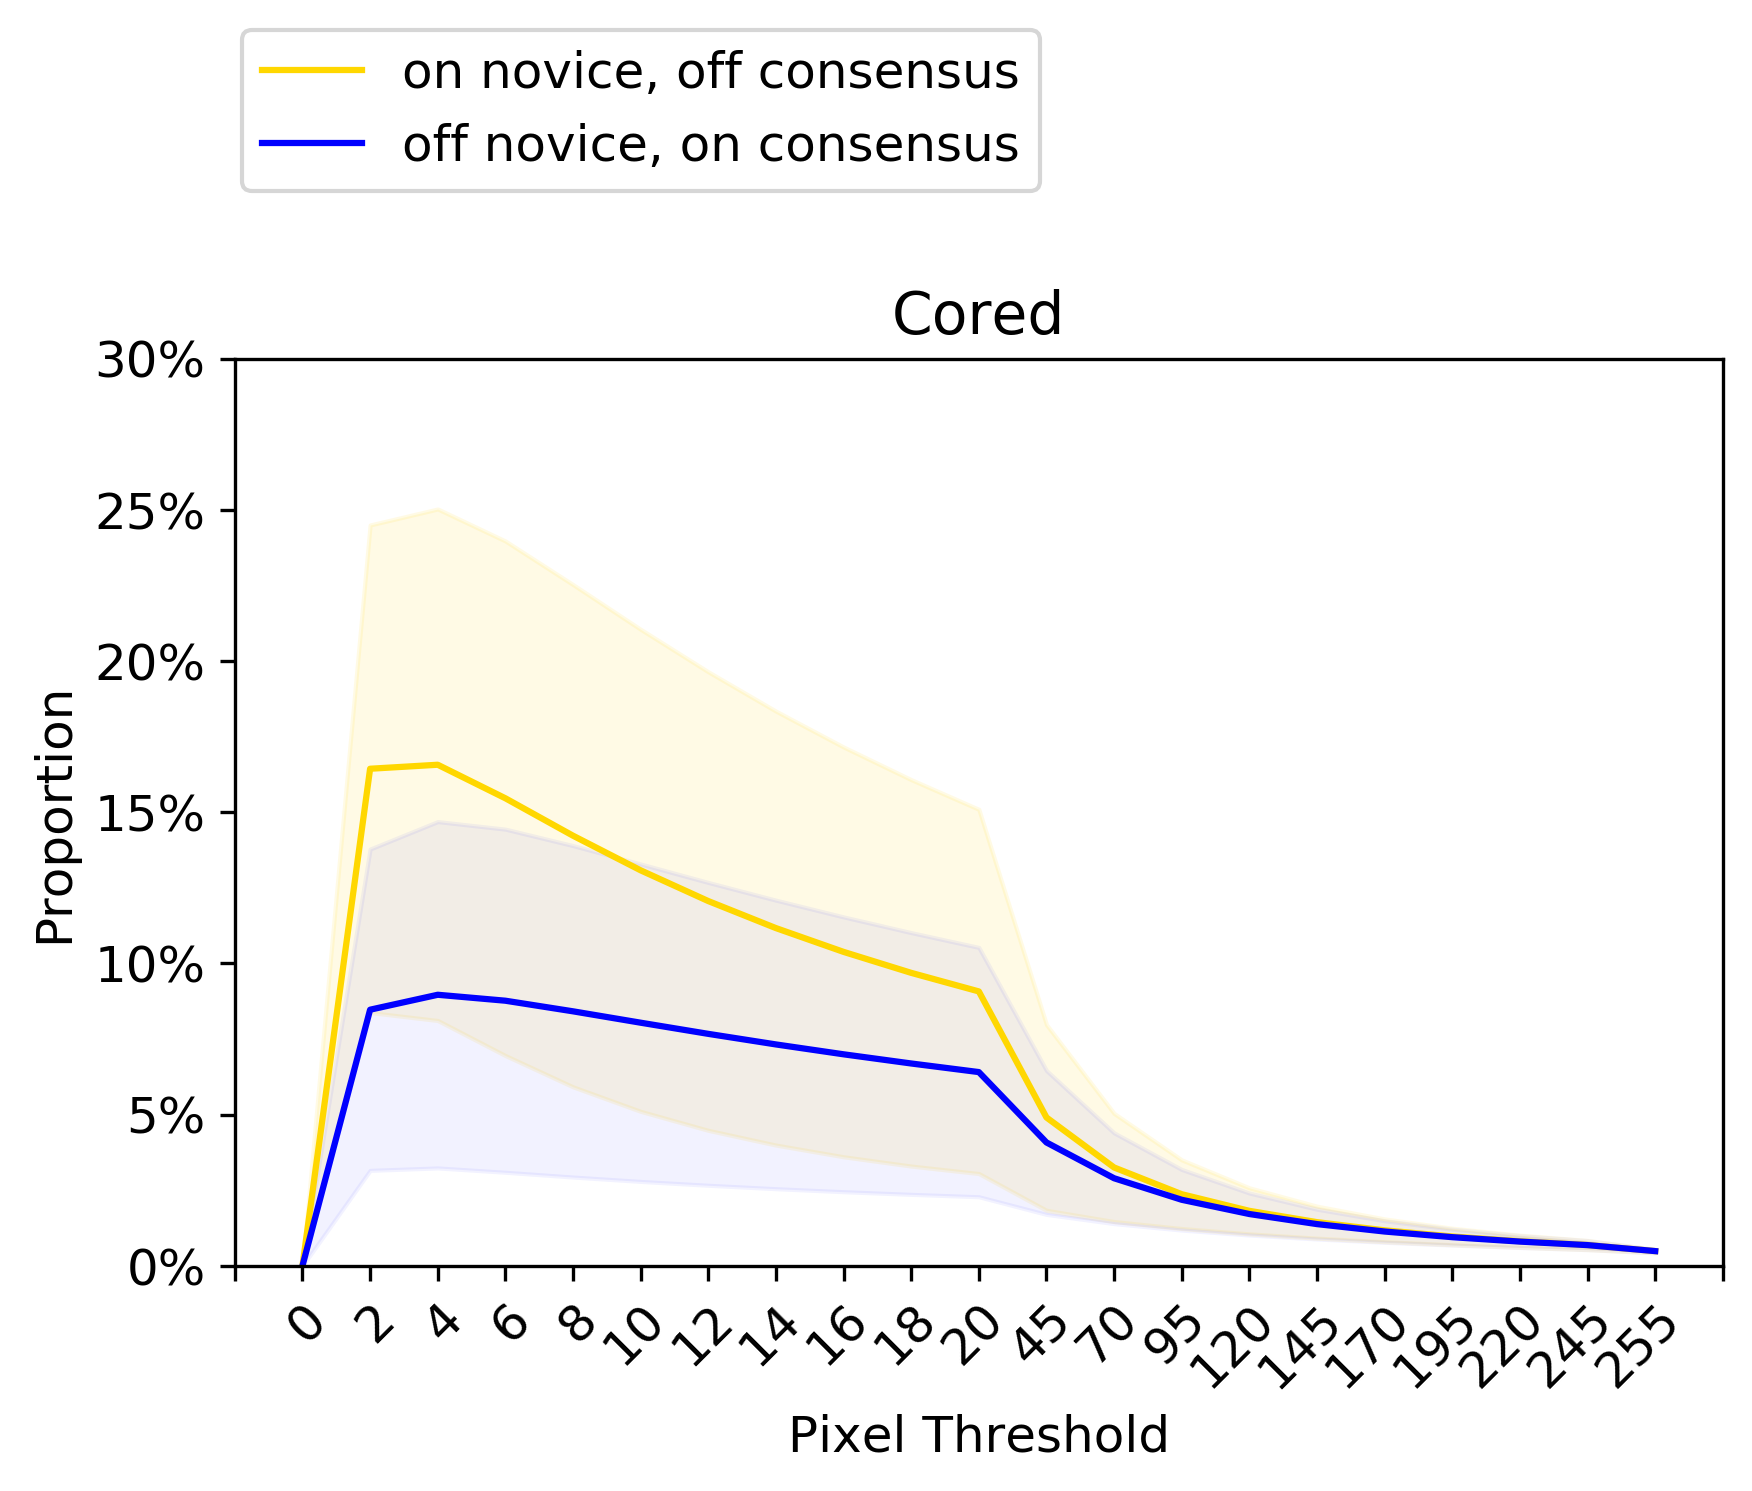 on novice, off consensus
off novice, on consensus
Cored
30%
25%
20%
15%
10%
5%
0%
Proportion
0 2 4 6 8 10 12 14 16 18 20 45 70 95 120 145 170 195 220 245 255
Pixel Threshold